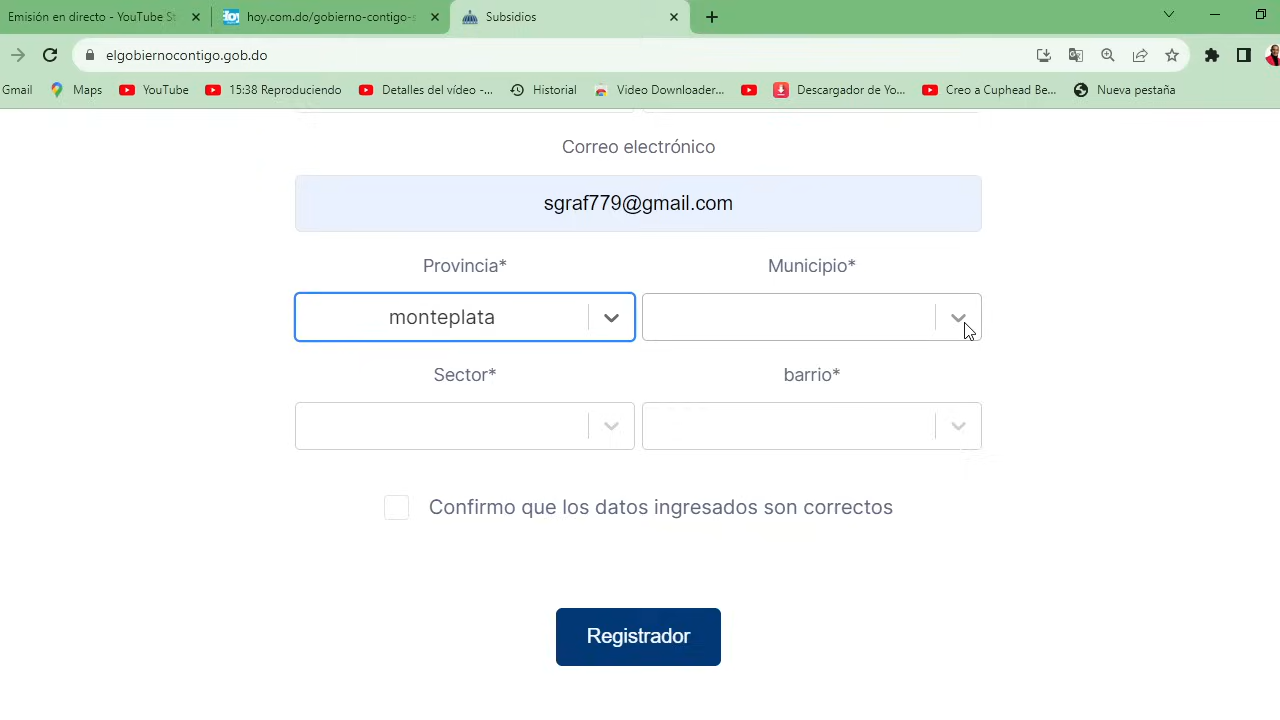 Emisión en directo - YouTube St
hoy.com.do/gobierno-contigo-s
Subsidios
elgobiernocontigo.gob.do
Gmail
Maps
YouTube
15:38 Reproduciendo
Detalles del vídeo -...
Historial
Video Downloader...
Descargador de Yo...
Creo a Cuphead Be...
Nueva pestaña
Correo electrónico
sgraf779@gmail.com
Provincia* Municipio*
monteplata
Sector* barrio*
Confirmo que los datos ingresados son correctos
Registrador